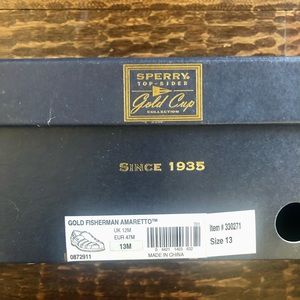 SPERRY
TOP-SIDER
Gold Cup
COLLECTION
SINCE 1935
GOLD FISHERMAN AMARETTO™
UK 12M
EUR 47M
13M
0872911
MADE IN CHINA
Item # 330271
Size 13